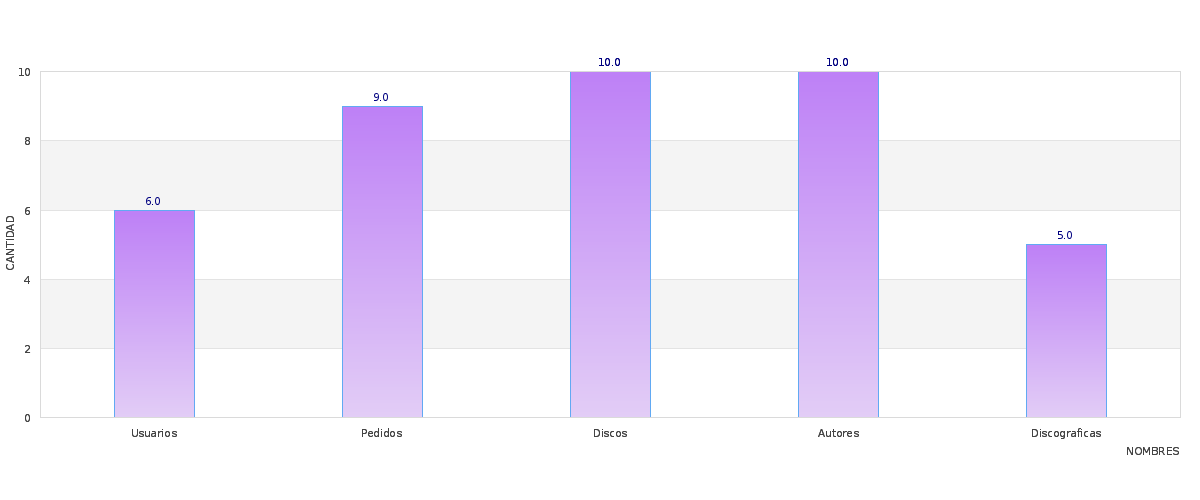 10.0
10.0
10
9.0
8
6.0
6
5.0
CANTIDAD
4
2
0
Usuarios
Pedidos
Discos
Autores
Discograficas
NOMBRES